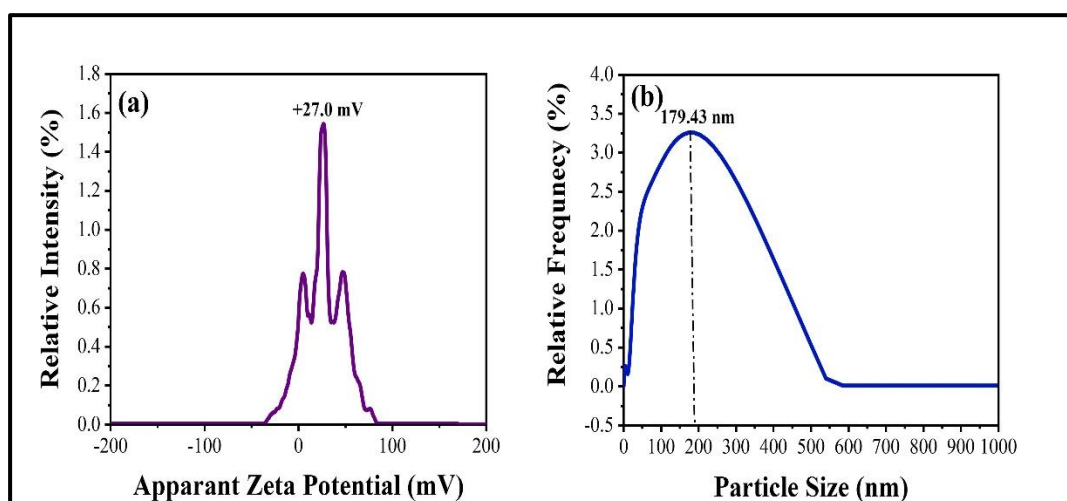 (a)
+27.0 mV
Relative Intensity (%)
1.8
1.6
1.4
1.2
1.0
0.8
0.6
0.4
0.2
0.0
-200 -100 0 100 200
Apparant Zeta Potential (mV)
(b)
179.43 nm
Relative Frequnecy (%)
4.0
3.5
3.0
2.5
2.0
1.5
1.0
0.5
0.0
-0.5
0 100 200 300 400 500 600 700 800 900 1000
Particle Size (nm)